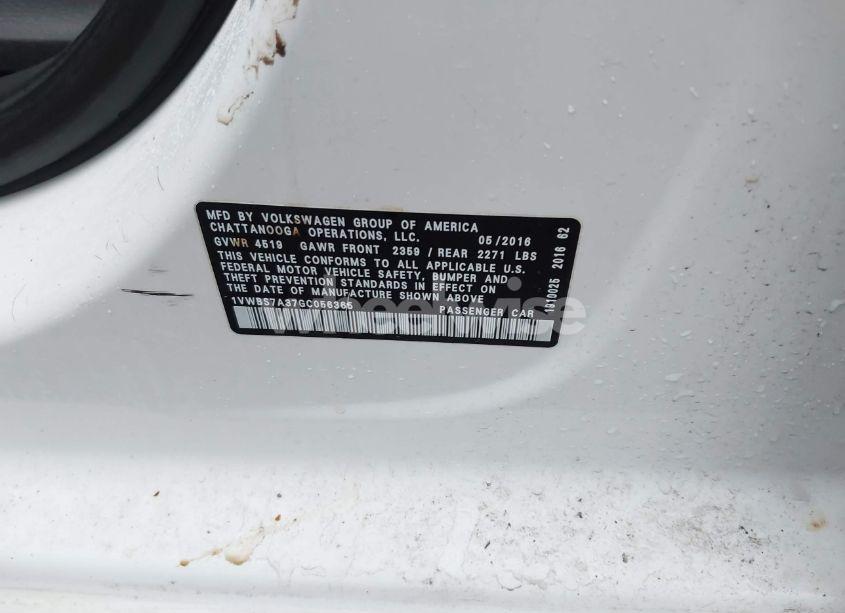 MFD BY VOLKSWAGEN GROUP OF AMERICA
CHATTANOOGA OPERATIONS, LLC. 05/2016
GVWR 4519 GAWR FRONT 2359 / REAR 2271 LBS
THIS VEHICLE CONFORMS TO ALL APPLICABLE U.S.
FEDERAL MOTOR VEHICLE SAFETY, BUMPER AND
THEFT PREVENTION STANDARDS IN EFFECT ON
THE DATE OF MANUFACTURE SHOWN ABOVE
1VWBS7A37GC056365 PASSENGER CAR
1910025 2016 62